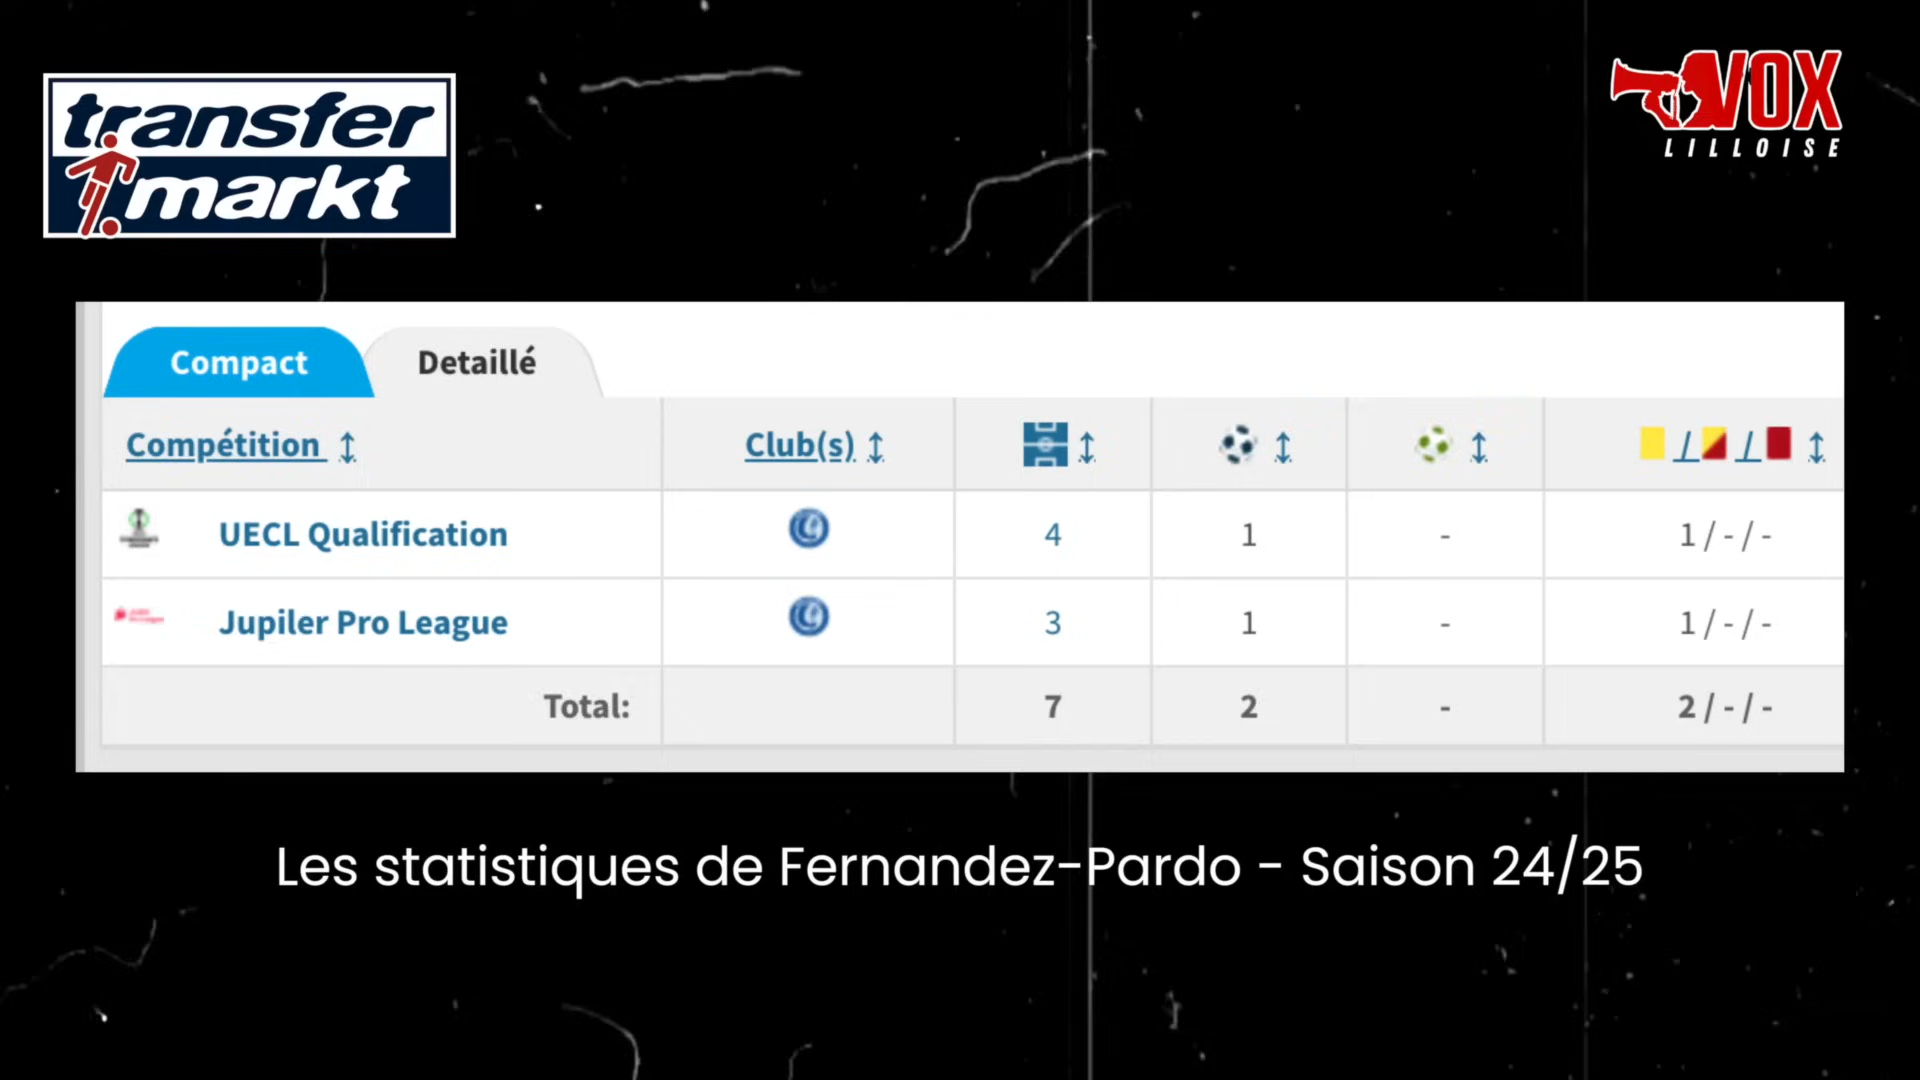 transfer
markt
VOX
LILLOISE
Compact Detaillé
Compétition Club(s)
UECL Qualification 4 1 - 1 / - / -
Jupiler Pro League 3 1 - 1 / - / -
Total: 7 2 - 2 / - / -
Les statistiques de Fernandez-Pardo - Saison 24/25